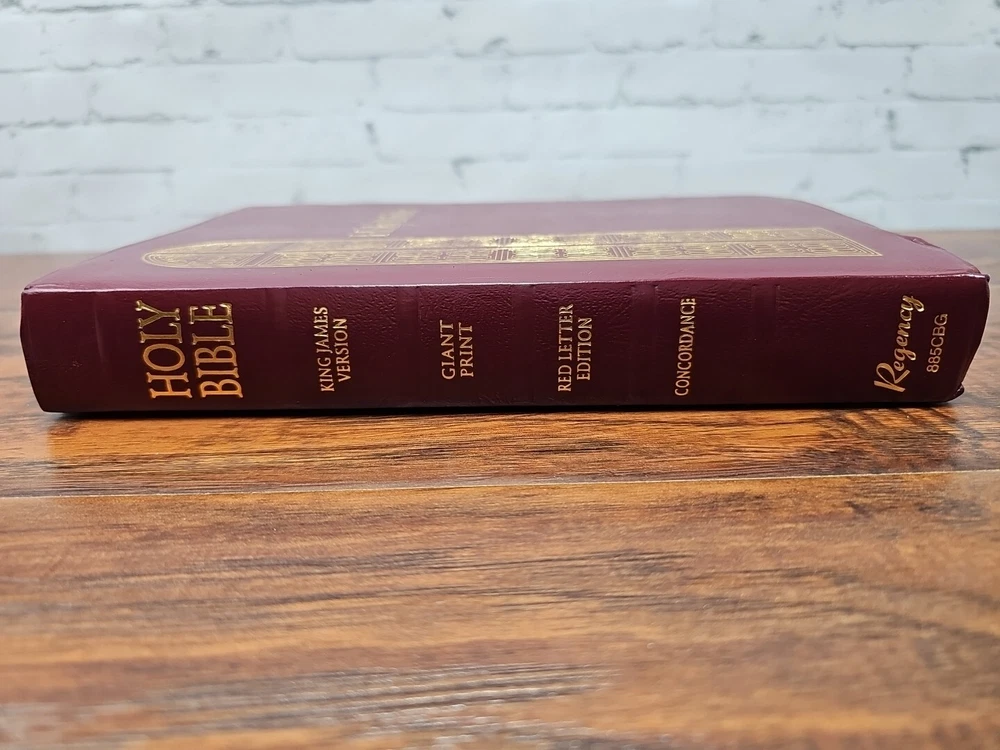 HOLY
BIBLE
KING JAMES
VERSION
GIANT
PRINT
RED LETTER
EDITION
CONCORDANCE
Regency
885CBG